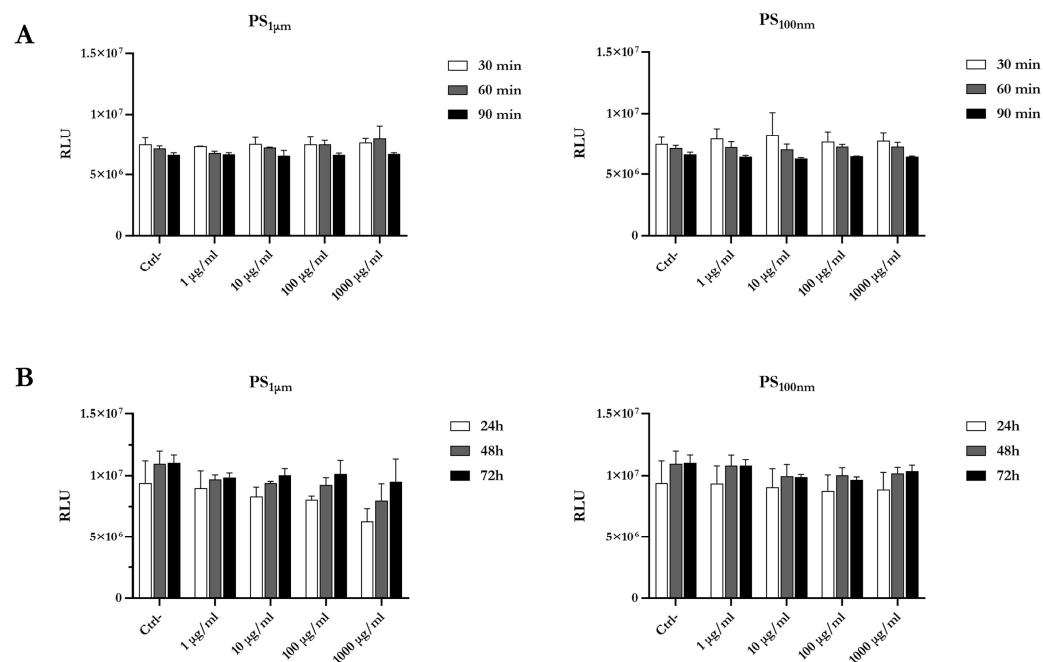 A
PS1µm
RLU
1.5×10⁷
1×10⁷
5×10⁶
0
Ctrl-
1 µg/ml
10 µg/ml
100 µg/ml
1000 µg/ml
30 min
60 min
90 min
PS100nm
RLU
1.5×10⁷
1×10⁷
5×10⁶
0
Ctrl-
1 µg/ml
10 µg/ml
100 µg/ml
1000 µg/ml
30 min
60 min
90 min
B
PS1µm
RLU
1.5×10⁷
1×10⁷
5×10⁶
0
Ctrl-
1 µg/ml
10 µg/ml
100 µg/ml
1000 µg/ml
24h
48h
72h
PS100nm
RLU
1.5×10⁷
1×10⁷
5×10⁶
0
Ctrl-
1 µg/ml
10 µg/ml
100 µg/ml
1000 µg/ml
24h
48h
72h